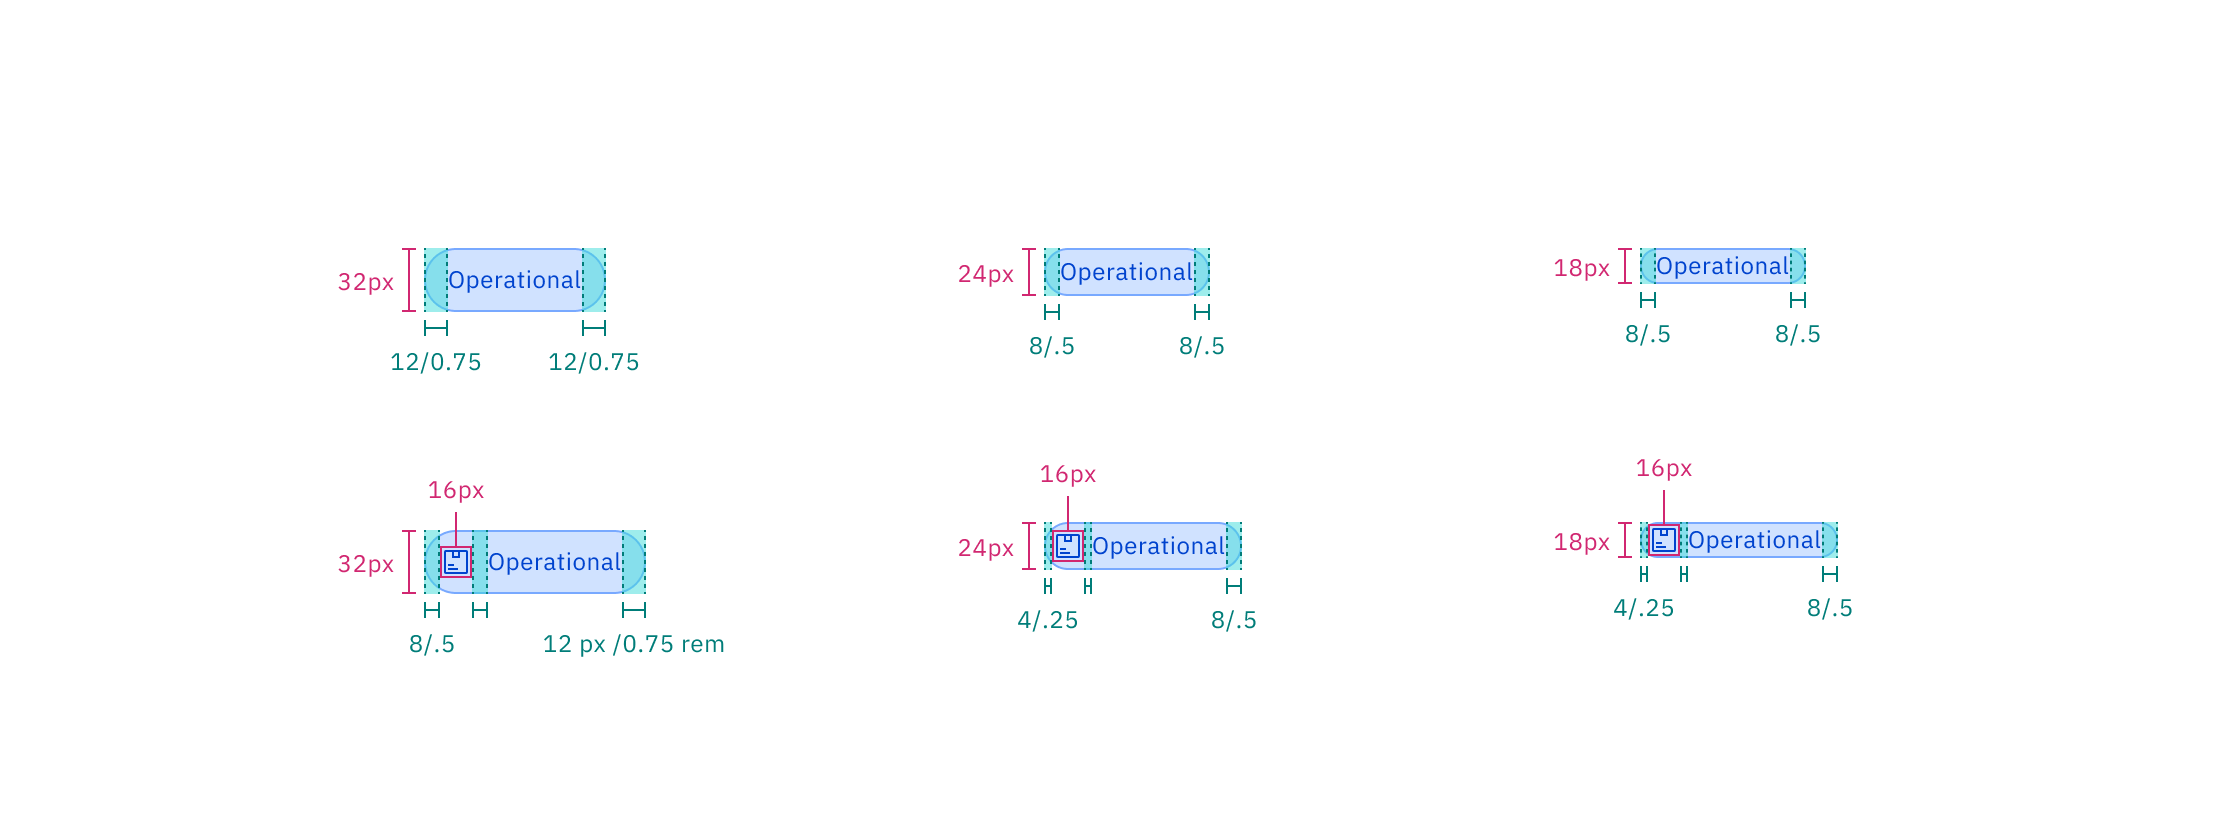 32px
Operational
12/0.75
12/0.75
24px
Operational
8/.5
8/.5
18px
Operational
8/.5
8/.5
16px
32px
Operational
8/.5
12 px /0.75 rem
16px
24px
Operational
4/.25
8/.5
16px
18px
Operational
4/.25
8/.5